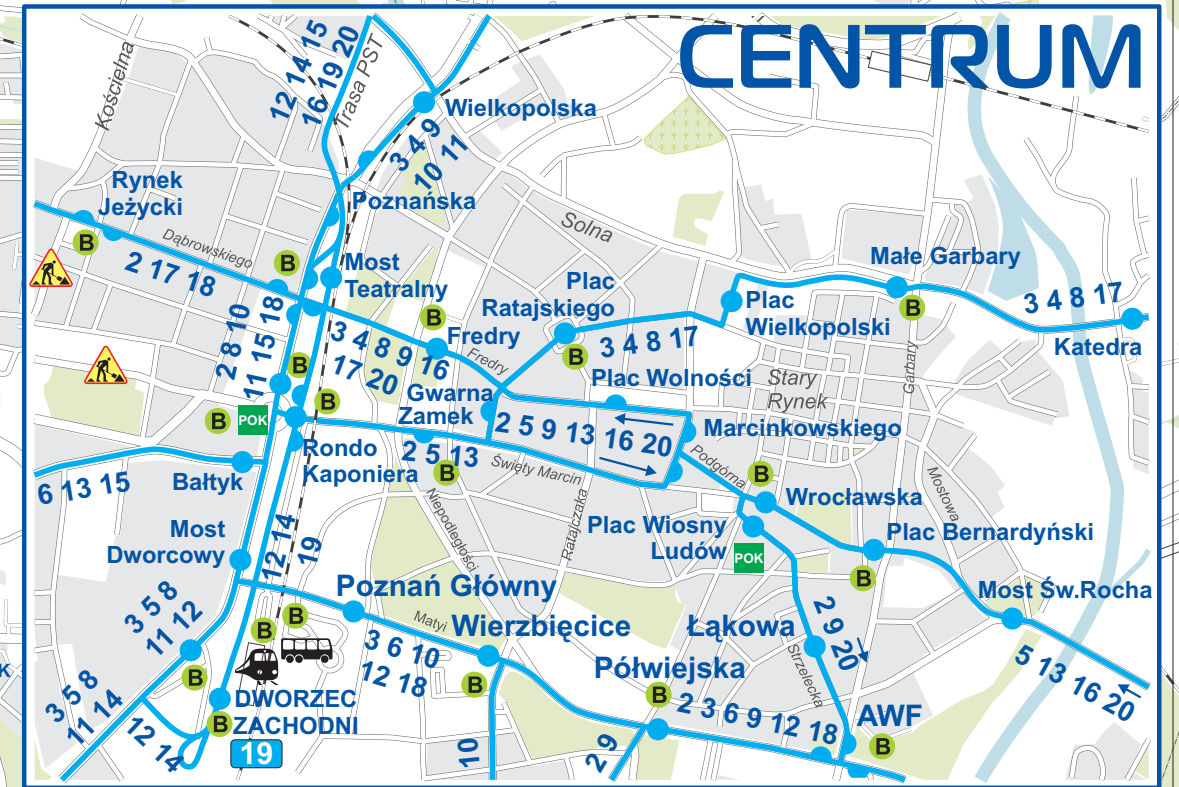 CENTRUM
Kościelna
12 14 15
16 19 20
Trasa PST
Wielkopolska
3 4 9
10 11
Rynek
Jeżycki
Poznańska
Solna
B
Dąbrowskiego
2 17 18
B
Most
Teatralny
Plac
Ratajskiego
Małe Garbary
3 4 8 17
Plac
Wielkopolski
B
Katedra
B
Fredry
3 4 8 9 16
17 20
Fredry
B
3 4 8 17
2 8 10
11 15 18
B
Plac Wolności
Stary
Rynek
Garbary
Gwarna
Zamek
B
B
POK
2 5 9 13 16 20
Marcinkowskiego
Rondo
Kaponiera
2 5 13
B
Święty Marcin
Podgórna
B
6 13 15
Bałtyk
Niepodległości
Ratajczaka
Wrocławska
Mostowa
Most
Dworcowy
12 14
19
Plac Wiosny
Ludów
POK
Plac Bernardyński
B
Poznań Główny
Most Św.Rocha
3 5 8
11 12
B
B
Matyi
Wierzbięcice
Łąkowa
2 9 20
Strzelecka
3 6 10
12 18
Półwiejska
5 13 16 20
K
B
B
B
3 5 8
11 14
DWORZEC
ZACHODNI
B
19
12 14
10
2 9
2 3 6 9 12 18
AWF
B